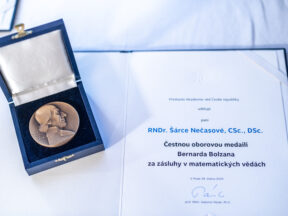 Předseda Akademie věd České republiky
uděluje
paní
RNDr. Šárce Nečasové, CSc., DSc.
Čestnou oborovou medaili
Bernarda Bolzana
za zásluhy v matematických vědách